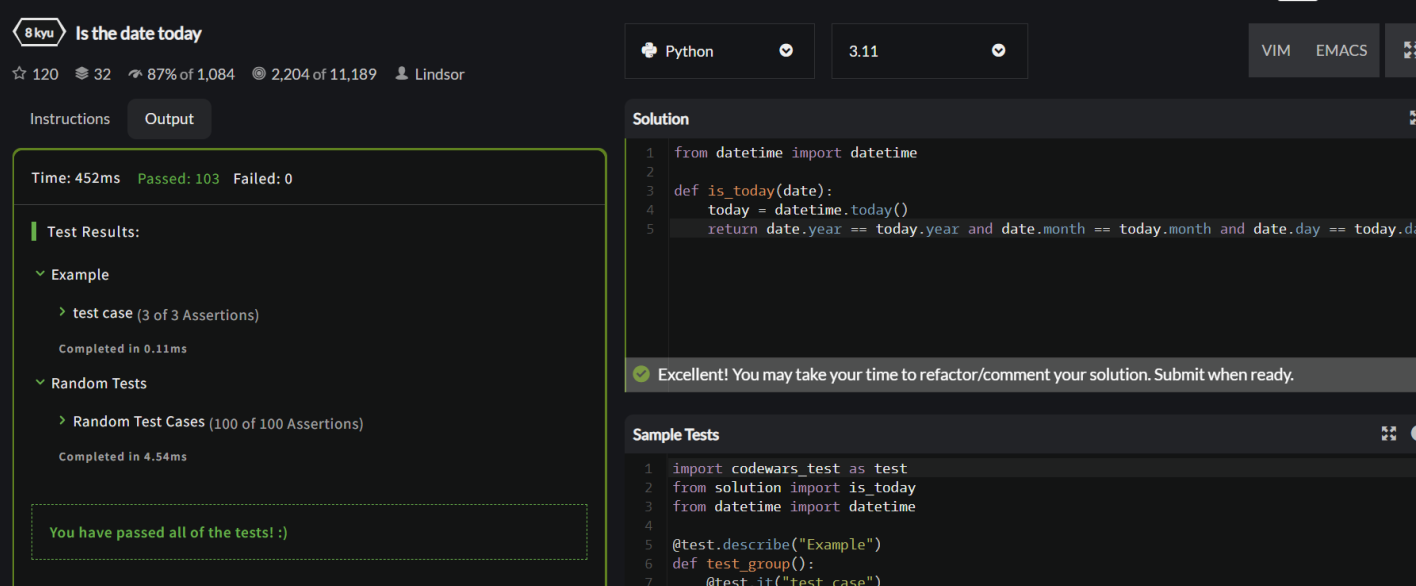 8 kyu Is the date today
120 32 87% of 1,084 2,204 of 11,189 Lindsor
Instructions Output
Time: 452ms Passed: 103 Failed: 0
Test Results:
Example
test case (3 of 3 Assertions)
Completed in 0.11ms
Random Tests
Random Test Cases (100 of 100 Assertions)
Completed in 4.54ms
You have passed all of the tests! :)
Python 3.11 VIM EMACS
Solution
1 from datetime import datetime
2
3 def is_today(date):
4 today = datetime.today()
5 return date.year == today.year and date.month == today.month and date.day == today.da
Excellent! You may take your time to refactor/comment your solution. Submit when ready.
Sample Tests
1 import codewars_test as test
2 from solution import is_today
3 from datetime import datetime
4
5 @test.describe("Example")
6 def test_group():
7 @test.it("test case")